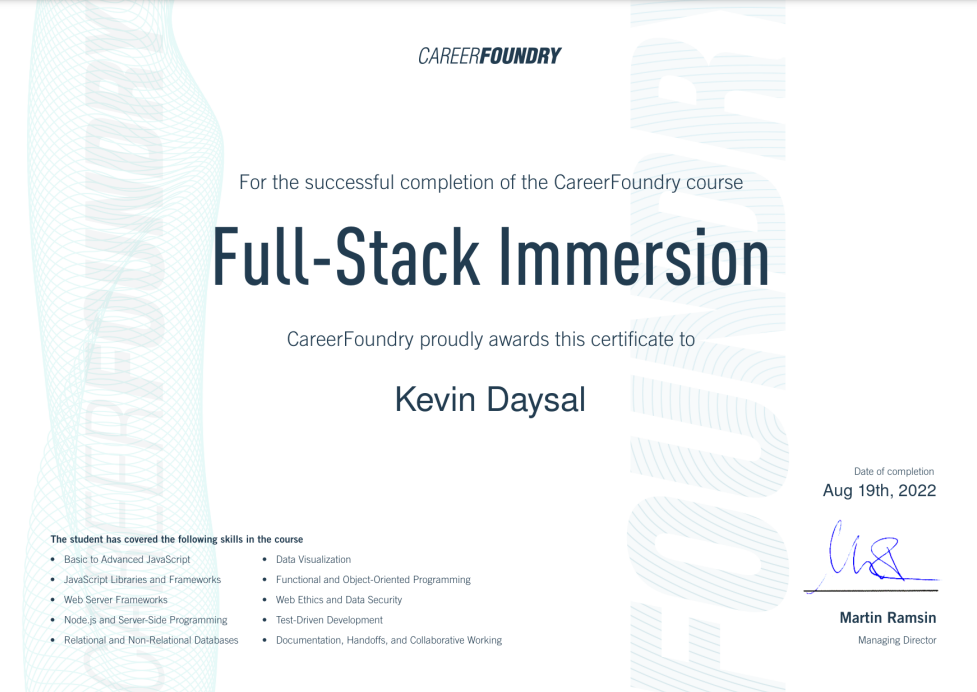 CAREERFOUNDRY
For the successful completion of the CareerFoundry course
Full-Stack Immersion
CareerFoundry proudly awards this certificate to
Kevin Daysal
Date of completion
Aug 19th, 2022
The student has covered the following skills in the course
• Basic to Advanced JavaScript
• JavaScript Libraries and Frameworks
• Web Server Frameworks
• Node.js and Server-Side Programming
• Relational and Non-Relational Databases
• Data Visualization
• Functional and Object-Oriented Programming
• Web Ethics and Data Security
• Test-Driven Development
• Documentation, Handoffs, and Collaborative Working
Martin Ramsin
Managing Director
CAREERFOUNDRY
FOUNDRY